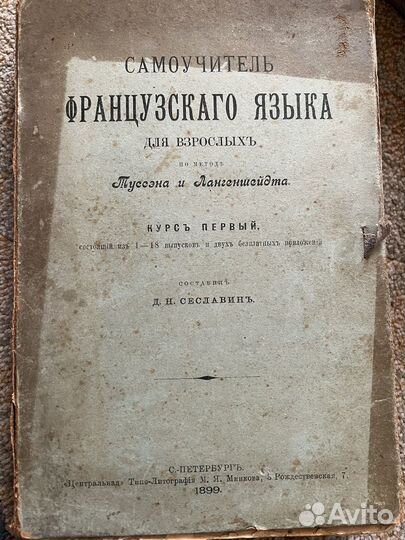 САМОУЧИТЕЛЬ
ФРАНЦУЗСКАГО ЯЗЫКА
ДЛЯ ВЗРОСЛЫХЪ
ПО МЕТОДѢ
Туссэна и Лангеншейдта.
КУРСЪ ПЕРВЫЙ,
состоящій изъ 1—18 выпусковъ и двухъ безплатныхъ приложеній
СОСТАВИЛЪ
Д. Н. СЕСЛАВИНЪ.
С.-ПЕТЕРБУРГЪ.
«Центральная» Типо-Литографія М. Я. Минкова, 3 Рождественская, 7.
1899.
Avito